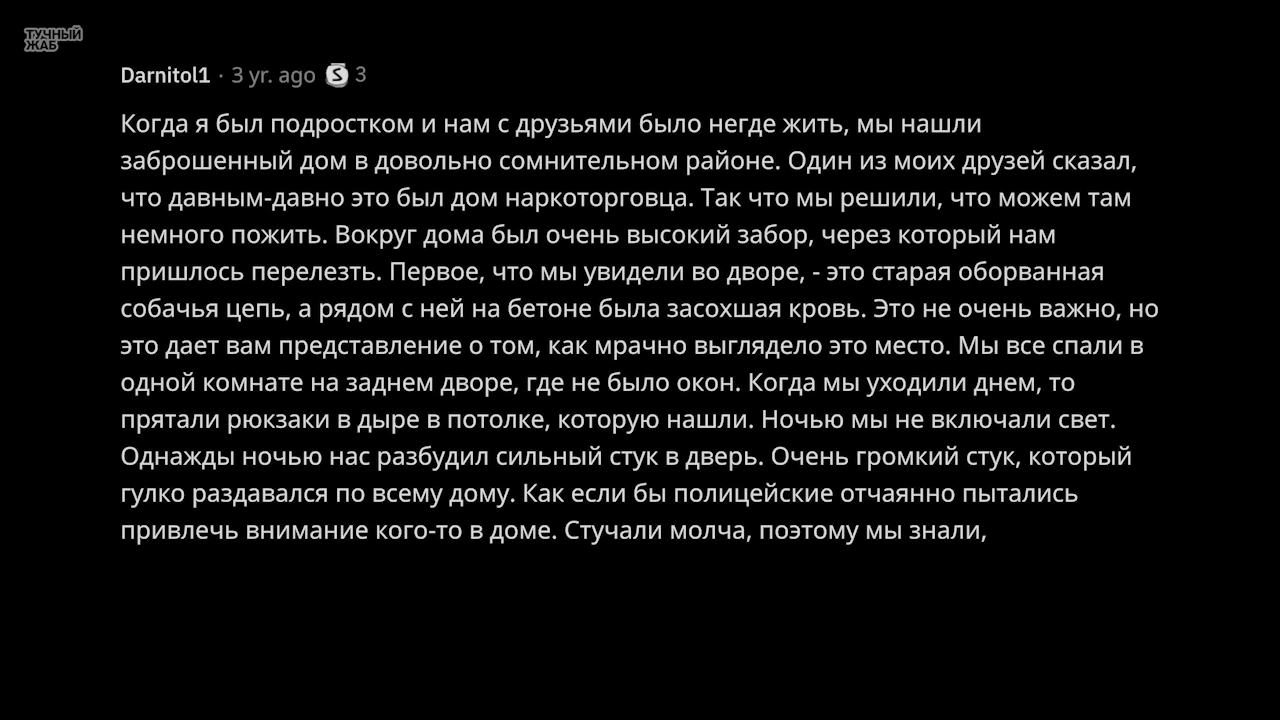 ТУЧНЫЙ
ЖАБ
Darnitol1 · 3 yr. ago S 3
Когда я был подростком и нам с друзьями было негде жить, мы нашли
заброшенный дом в довольно сомнительном районе. Один из моих друзей сказал,
что давным-давно это был дом наркоторговца. Так что мы решили, что можем там
немного пожить. Вокруг дома был очень высокий забор, через который нам
пришлось перелезть. Первое, что мы увидели во дворе, - это старая оборванная
собачья цепь, а рядом с ней на бетоне была засохшая кровь. Это не очень важно, но
это дает вам представление о том, как мрачно выглядело это место. Мы все спали в
одной комнате на заднем дворе, где не было окон. Когда мы уходили днем, то
прятали рюкзаки в дыре в потолке, которую нашли. Ночью мы не включали свет.
Однажды ночью нас разбудил сильный стук в дверь. Очень громкий стук, который
гулко раздавался по всему дому. Как если бы полицейские отчаянно пытались
привлечь внимание кого-то в доме. Стучали молча, поэтому мы знали,